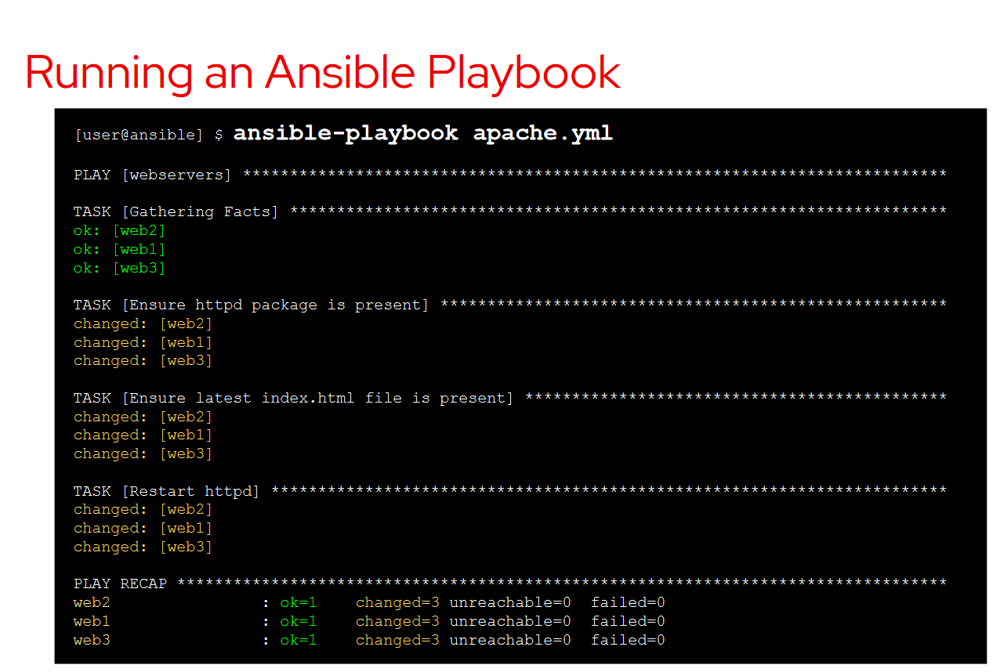 Running an Ansible Playbook
[user@ansible] $ ansible-playbook apache.yml
PLAY [webservers] ***************************************************************************
TASK [Gathering Facts] **********************************************************************
ok: [web2]
ok: [web1]
ok: [web3]
TASK [Ensure httpd package is present] ******************************************************
changed: [web2]
changed: [web1]
changed: [web3]
TASK [Ensure latest index.html file is present] *********************************************
changed: [web2]
changed: [web1]
changed: [web3]
TASK [Restart httpd] ************************************************************************
changed: [web2]
changed: [web1]
changed: [web3]
PLAY RECAP **********************************************************************************
web2 : ok=1 changed=3 unreachable=0 failed=0
web1 : ok=1 changed=3 unreachable=0 failed=0
web3 : ok=1 changed=3 unreachable=0 failed=0